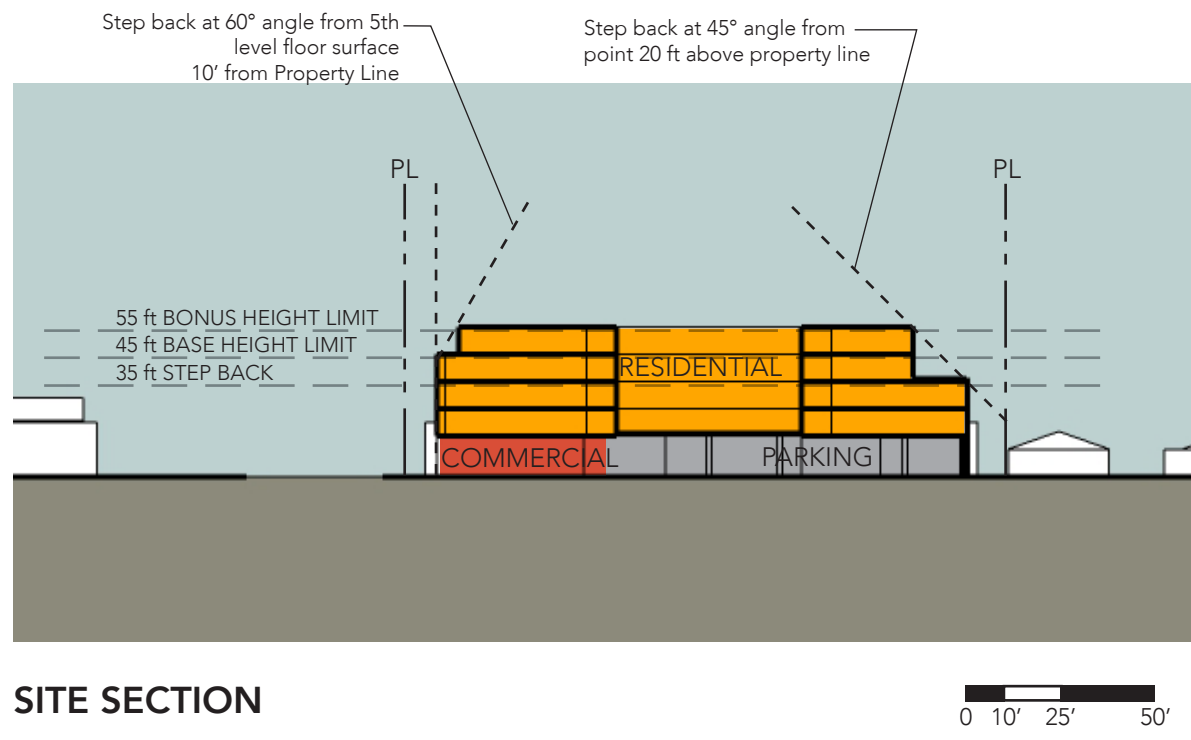 Step back at 60° angle from 5th
level floor surface
10’ from Property Line
Step back at 45° angle from
point 20 ft above property line
PL
PL
55 ft BONUS HEIGHT LIMIT
45 ft BASE HEIGHT LIMIT
35 ft STEP BACK
RESIDENTIAL
COMMERCIAL
PARKING
SITE SECTION
0 10’ 25’ 50’